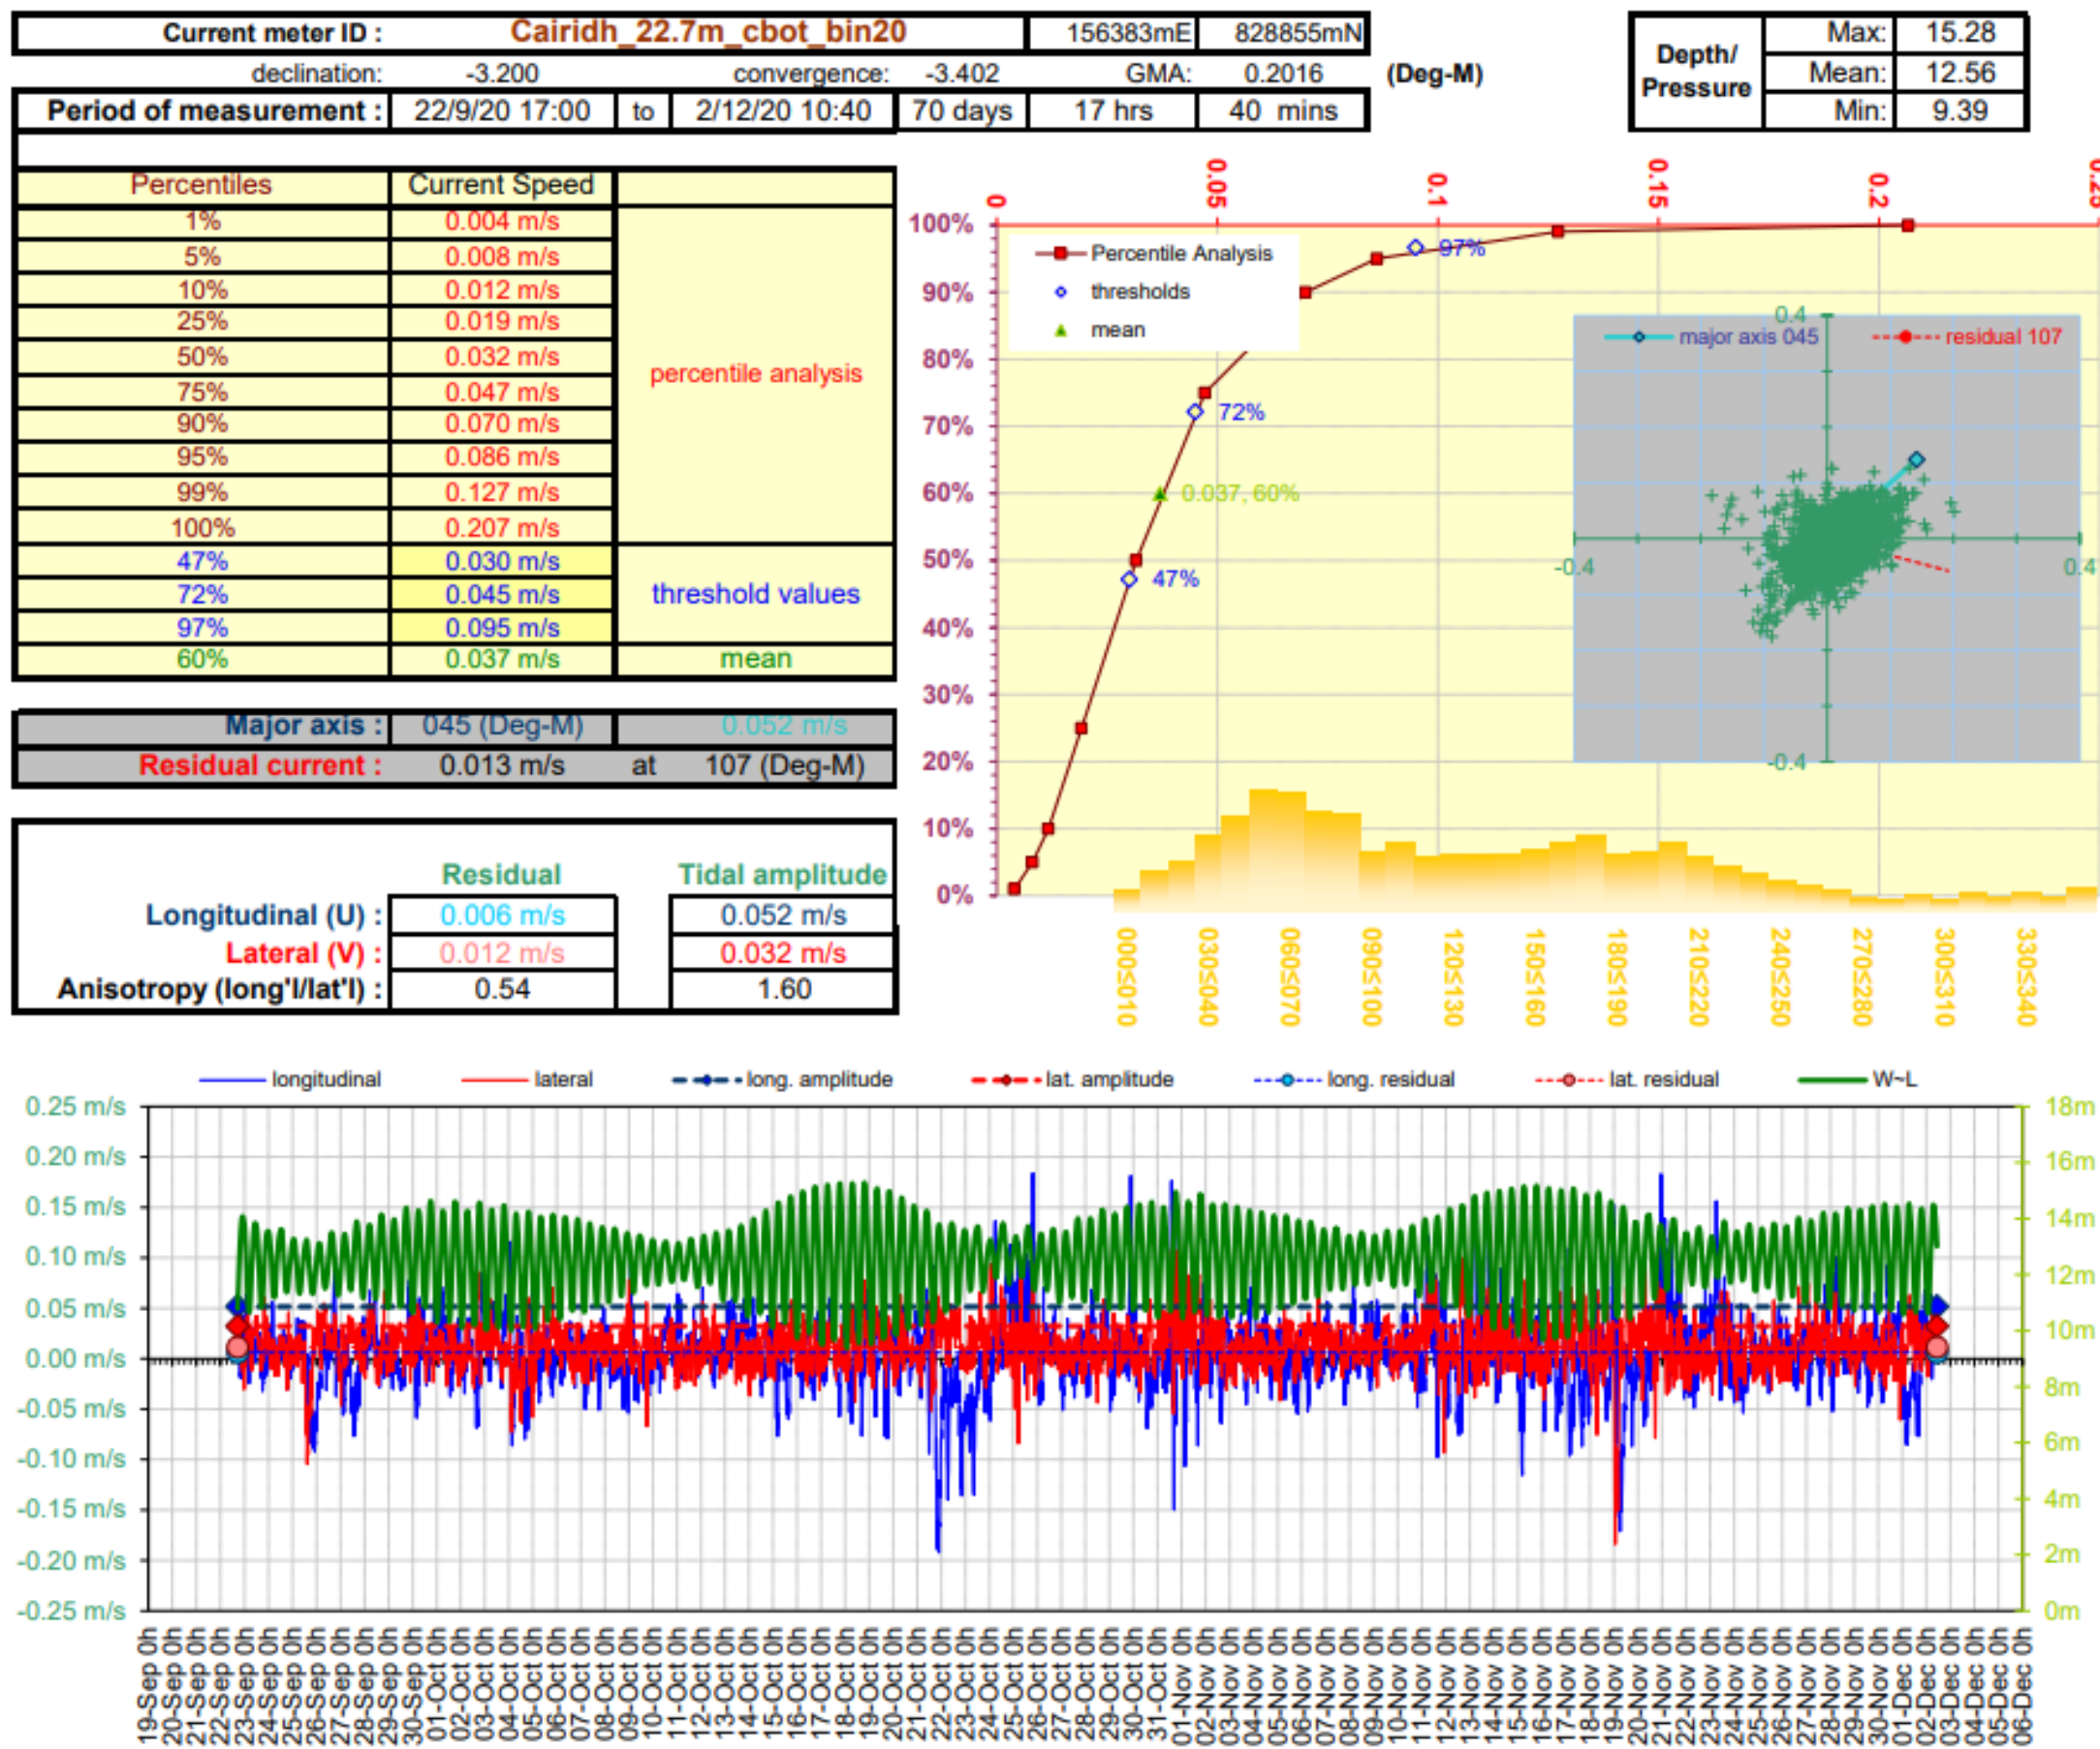 Current meter ID : Cairidh_22.7m_cbot_bin20 156383mE 828855mN
declination: -3.200 convergence: -3.402 GMA: 0.2016 (Deg-M)
Period of measurement : 22/9/20 17:00 to 2/12/20 10:40 70 days 17 hrs 40 mins
Depth/
Pressure
Max: 15.28
Mean: 12.56
Min: 9.39
Percentiles Current Speed
1% 0.004 m/s
5% 0.008 m/s
10% 0.012 m/s
25% 0.019 m/s
50% 0.032 m/s
75% 0.047 m/s
90% 0.070 m/s
95% 0.086 m/s
99% 0.127 m/s
100% 0.207 m/s
percentile analysis
47% 0.030 m/s
72% 0.045 m/s
97% 0.095 m/s
threshold values
60% 0.037 m/s mean
Major axis : 045 (Deg-M) 0.052 m/s
Residual current : 0.013 m/s at 107 (Deg-M)
Residual Tidal amplitude
Longitudinal (U) : 0.006 m/s 0.052 m/s
Lateral (V) : 0.012 m/s 0.032 m/s
Anisotropy (long'l/lat'l) : 0.54 1.60
0 0.05 0.1 0.15 0.2
100%
90%
80%
70%
60%
50%
40%
30%
20%
10%
0%
Percentile Analysis
thresholds
mean
97%
72%
0.037, 60%
47%
0.4
major axis 045 residual 107
-0.4 0.4
-0.4
000≤010 030≤040 060≤070 090≤100 120≤130 150≤160 180≤190 210≤220 240≤250 270≤280 300≤310 330≤340
longitudinal lateral long. amplitude lat. amplitude long. residual lat. residual W~L
0.25 m/s
0.20 m/s
0.15 m/s
0.10 m/s
0.05 m/s
0.00 m/s
-0.05 m/s
-0.10 m/s
-0.15 m/s
-0.20 m/s
-0.25 m/s
18m
16m
14m
12m
10m
8m
6m
4m
2m
0m
19-Sep 0h
20-Sep 0h
21-Sep 0h
22-Sep 0h
23-Sep 0h
24-Sep 0h
25-Sep 0h
26-Sep 0h
27-Sep 0h
28-Sep 0h
29-Sep 0h
30-Sep 0h
01-Oct 0h
02-Oct 0h
03-Oct 0h
04-Oct 0h
05-Oct 0h
06-Oct 0h
07-Oct 0h
08-Oct 0h
09-Oct 0h
10-Oct 0h
11-Oct 0h
12-Oct 0h
13-Oct 0h
14-Oct 0h
15-Oct 0h
16-Oct 0h
17-Oct 0h
18-Oct 0h
19-Oct 0h
20-Oct 0h
21-Oct 0h
22-Oct 0h
23-Oct 0h
24-Oct 0h
25-Oct 0h
26-Oct 0h
27-Oct 0h
28-Oct 0h
29-Oct 0h
30-Oct 0h
31-Oct 0h
01-Nov 0h
02-Nov 0h
03-Nov 0h
04-Nov 0h
05-Nov 0h
06-Nov 0h
07-Nov 0h
08-Nov 0h
09-Nov 0h
10-Nov 0h
11-Nov 0h
12-Nov 0h
13-Nov 0h
14-Nov 0h
15-Nov 0h
16-Nov 0h
17-Nov 0h
18-Nov 0h
19-Nov 0h
20-Nov 0h
21-Nov 0h
22-Nov 0h
23-Nov 0h
24-Nov 0h
25-Nov 0h
26-Nov 0h
27-Nov 0h
28-Nov 0h
29-Nov 0h
30-Nov 0h
01-Dec 0h
02-Dec 0h
03-Dec 0h
04-Dec 0h
05-Dec 0h
06-Dec 0h